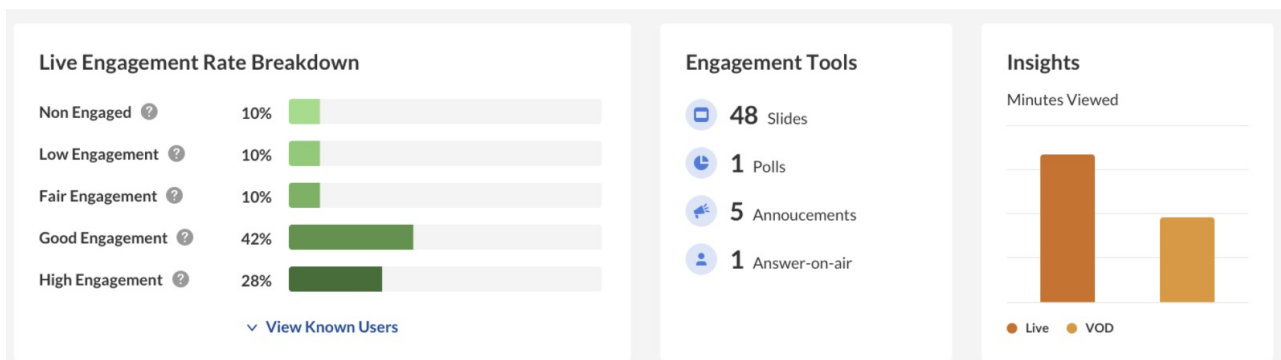 Live Engagement Rate Breakdown
Non Engaged ? 10%
Low Engagement ? 10%
Fair Engagement ? 10%
Good Engagement ? 42%
High Engagement ? 28%
View Known Users
Engagement Tools
48 Slides
1 Polls
5 Annoucements
1 Answer-on-air
Insights
Minutes Viewed
Live VOD